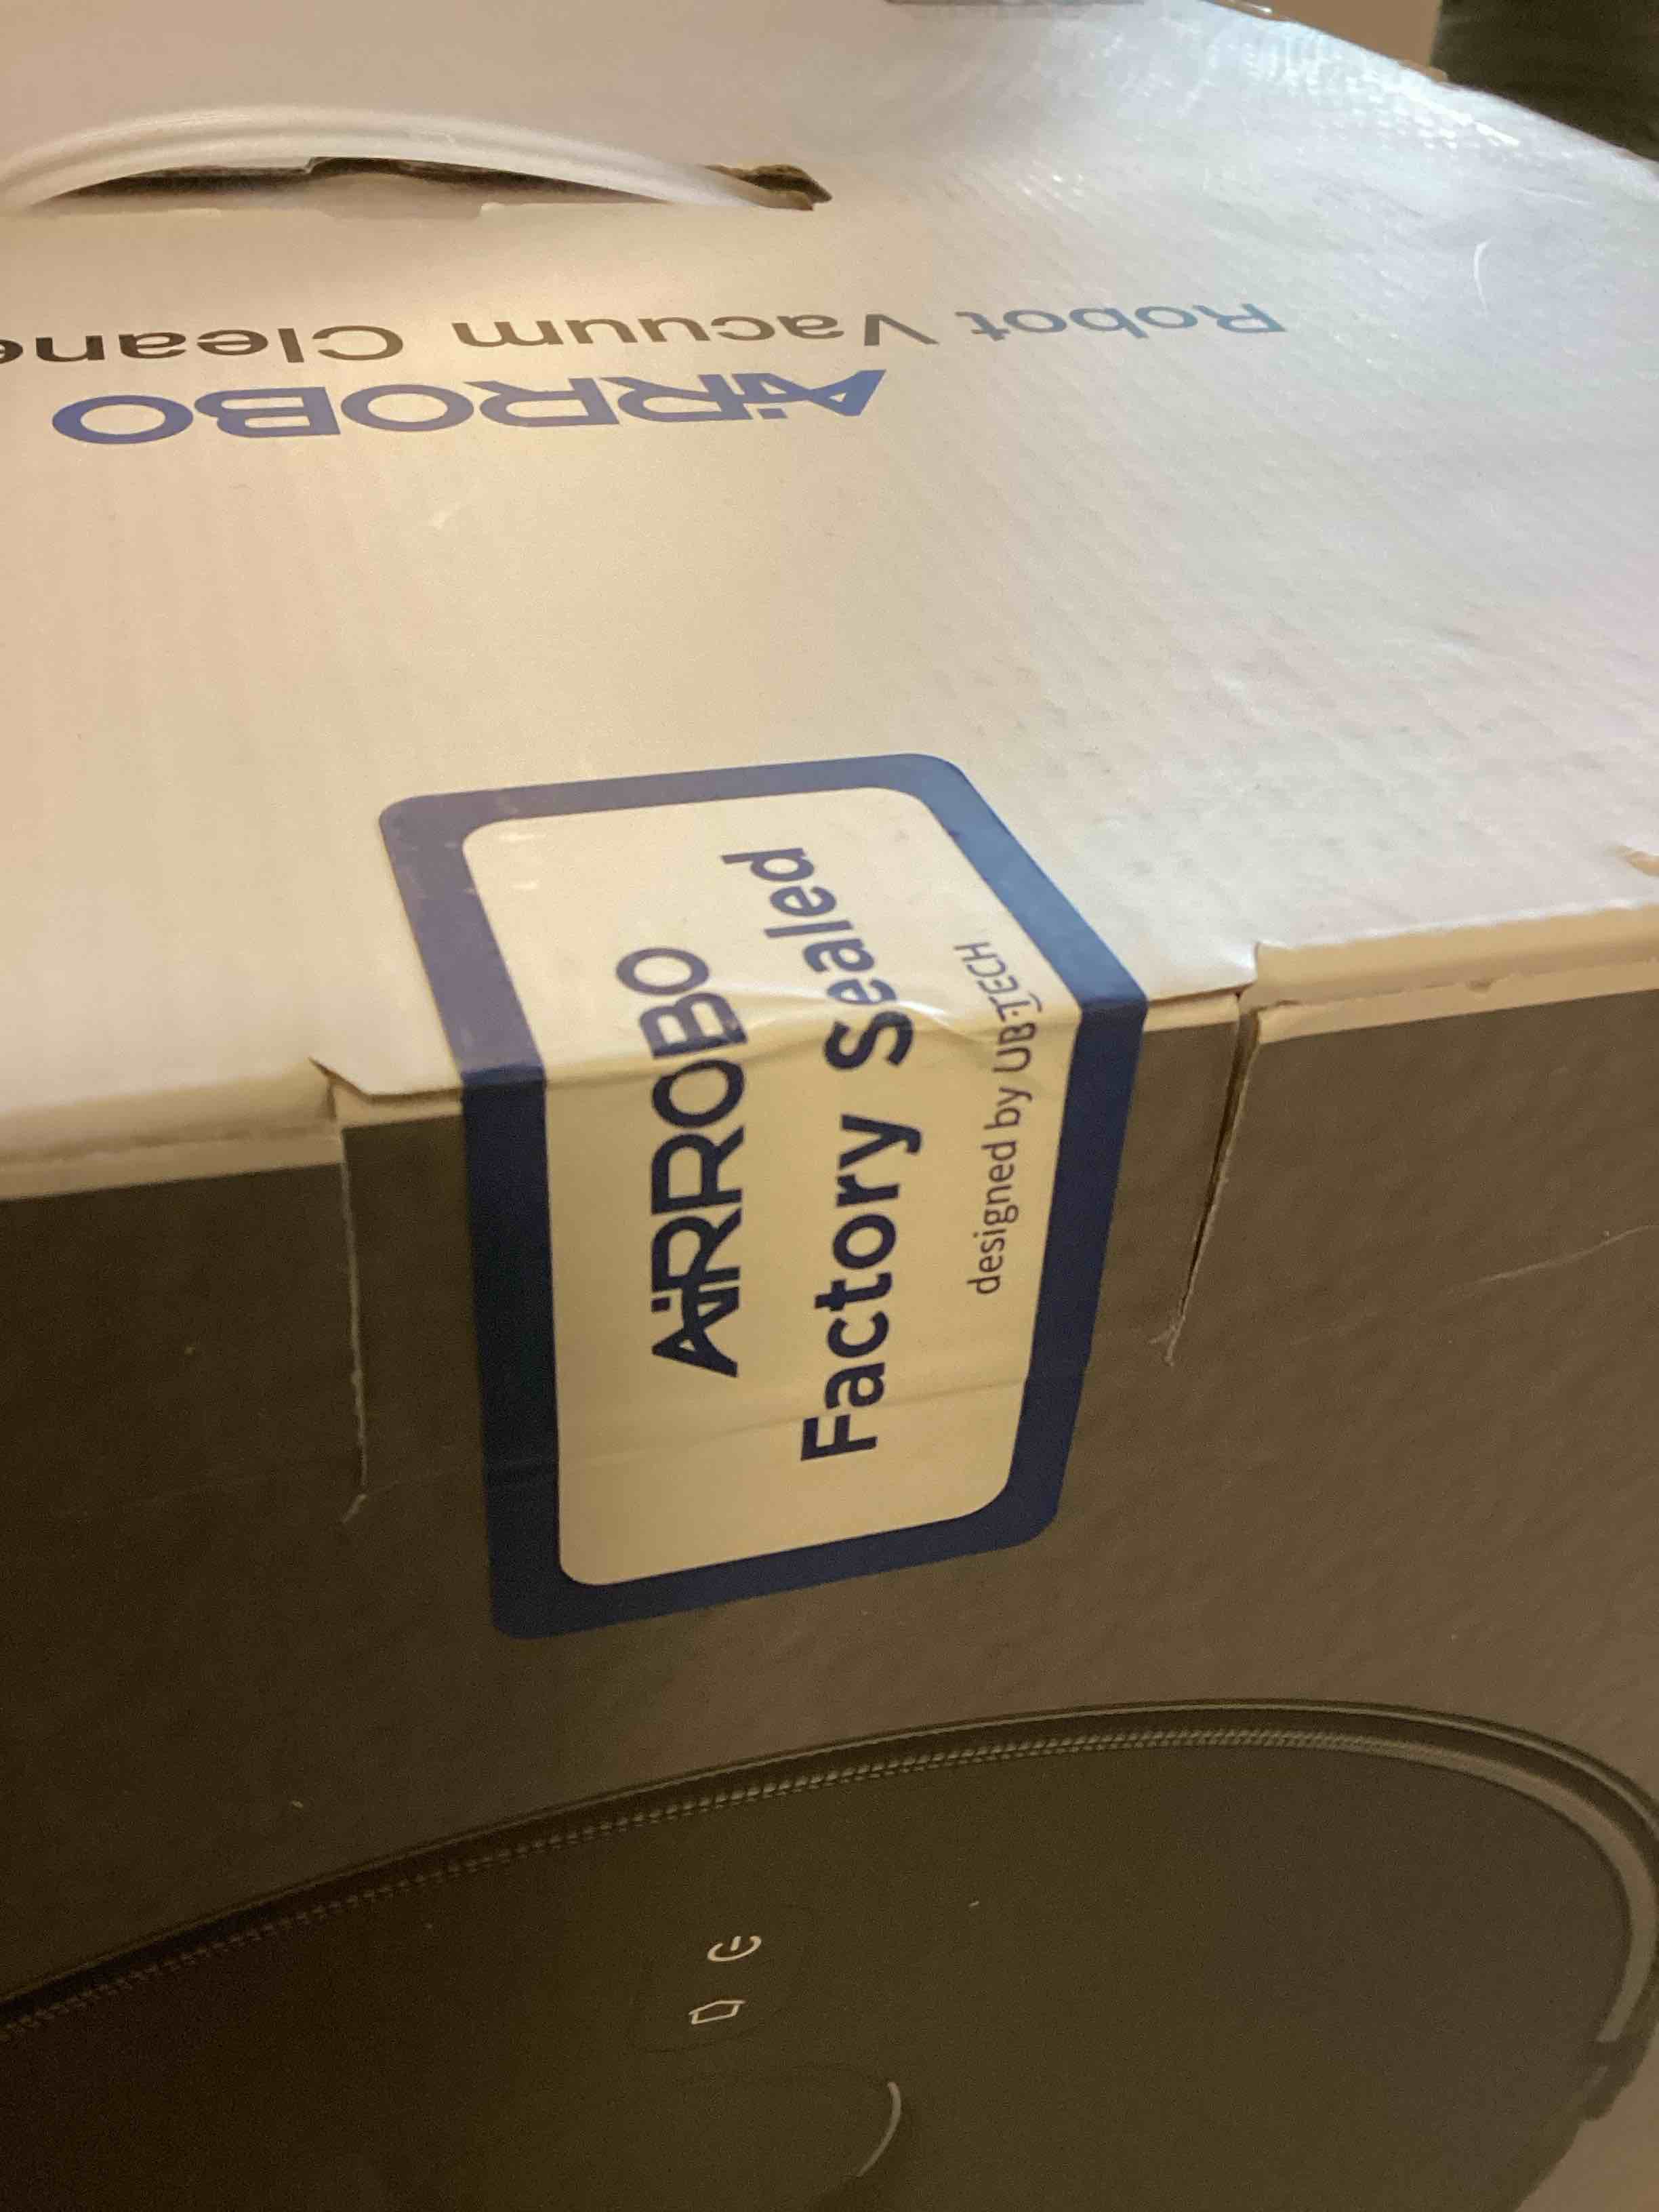 AiRROBO
Robot Vacuum Cleane
AiRROBO
Factory Sealed
designed by UBTECH